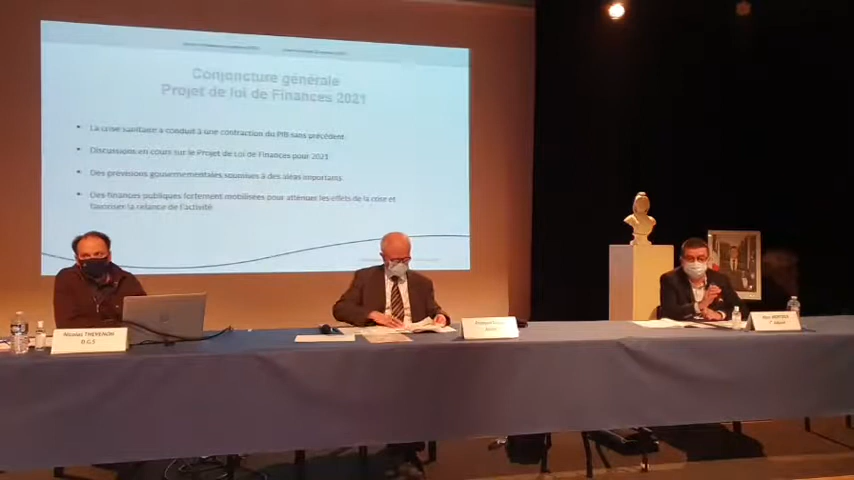 Conjoncture générale
Projet de loi de Finances 2021
• La crise sanitaire a conduit à une contraction du PIB sans précédent
• Discussions en cours sur le Projet de Loi de Finances pour 2021
• Des prévisions gouvernementales soumises à des aléas importants
• Des finances publiques fortement mobilisées pour atténuer les effets de la crise et
favoriser la relance de l'activité
Nicolas THEVENON
D.G.S